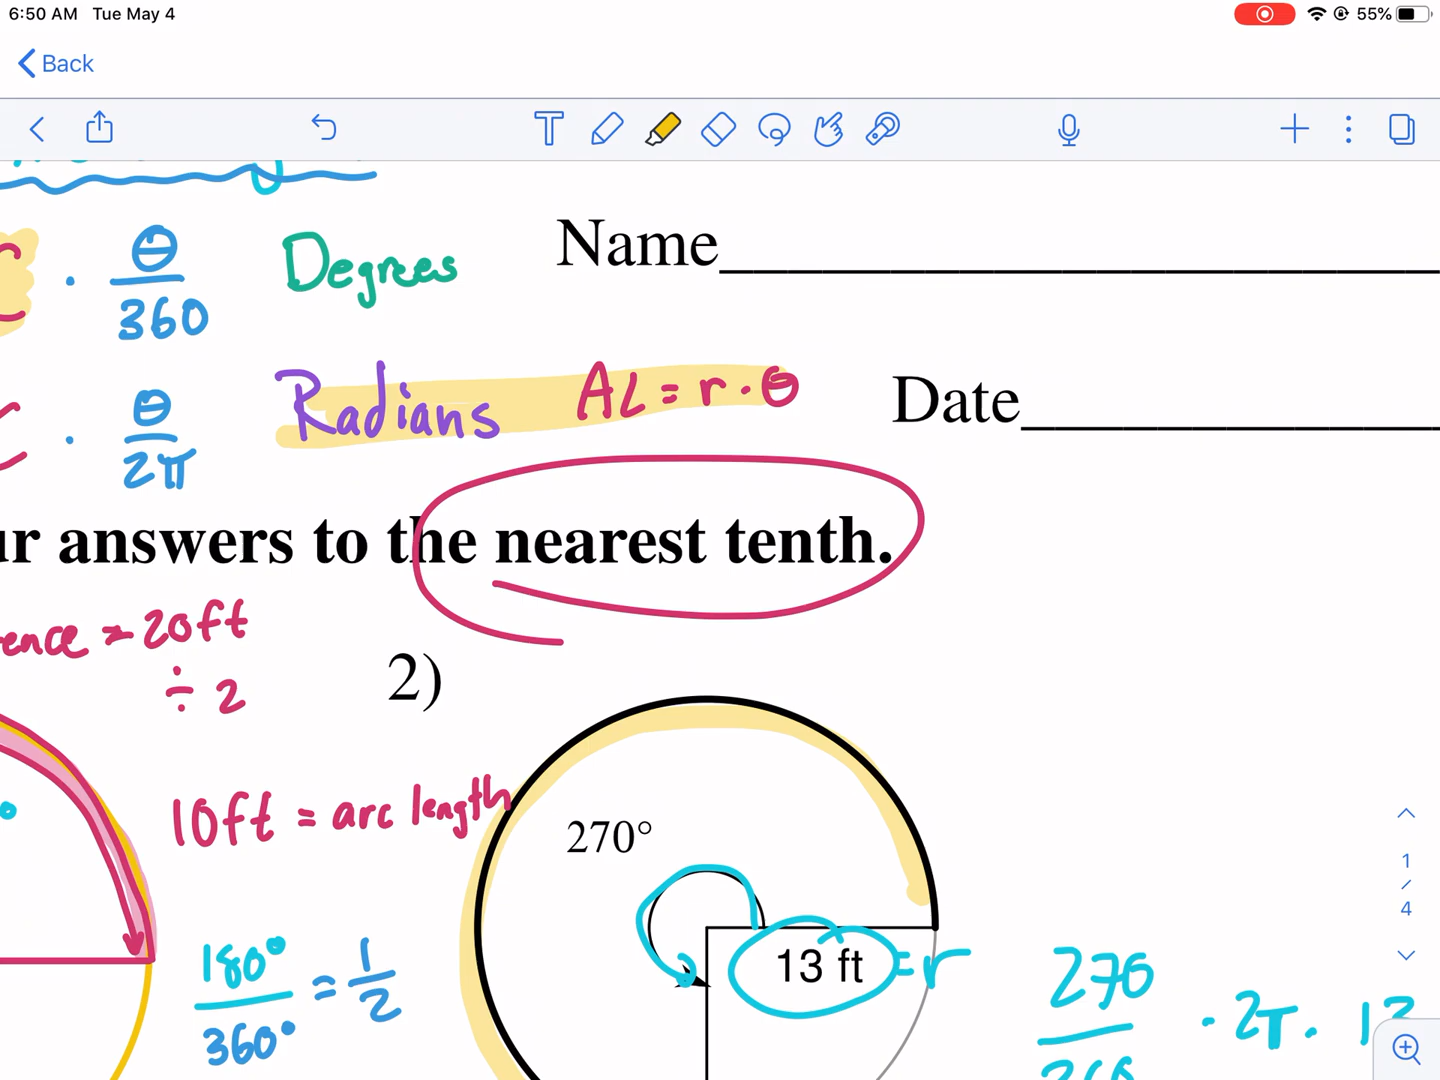 6:50 AM Tue May 4 55%
Back
T
C · θ/360 Degrees Name
C · θ/2π Radians AL = r · θ Date
answers to the nearest tenth.
= 20ft
÷ 2
2)
10ft = arc length
270°
180°/360° = 1/2
13 ft = r
270/360 · 2π · 13
1
/
4